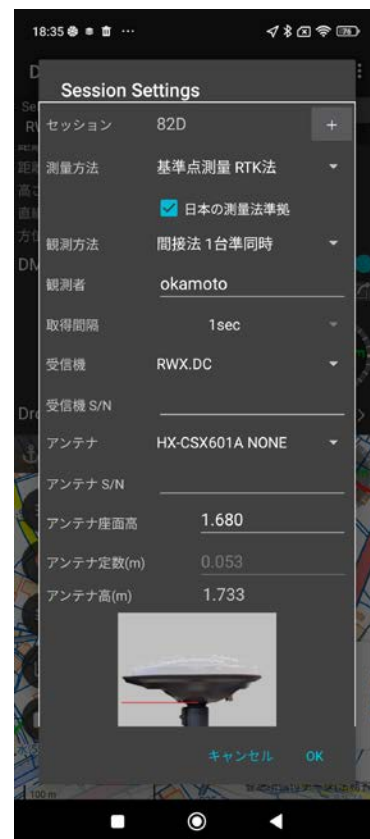 18:35
Session Settings
セッション 82D +
測量方法 基準点測量 RTK法
日本の測量法準拠
観測方法 間接法 1台準同時
観測者 okamoto
取得間隔 1sec
受信機 RWX.DC
受信機 S/N
アンテナ HX-CSX601A NONE
アンテナ S/N
アンテナ座面高 1.680
アンテナ定数(m) 0.053
アンテナ高(m) 1.733
キャンセル OK
100 m